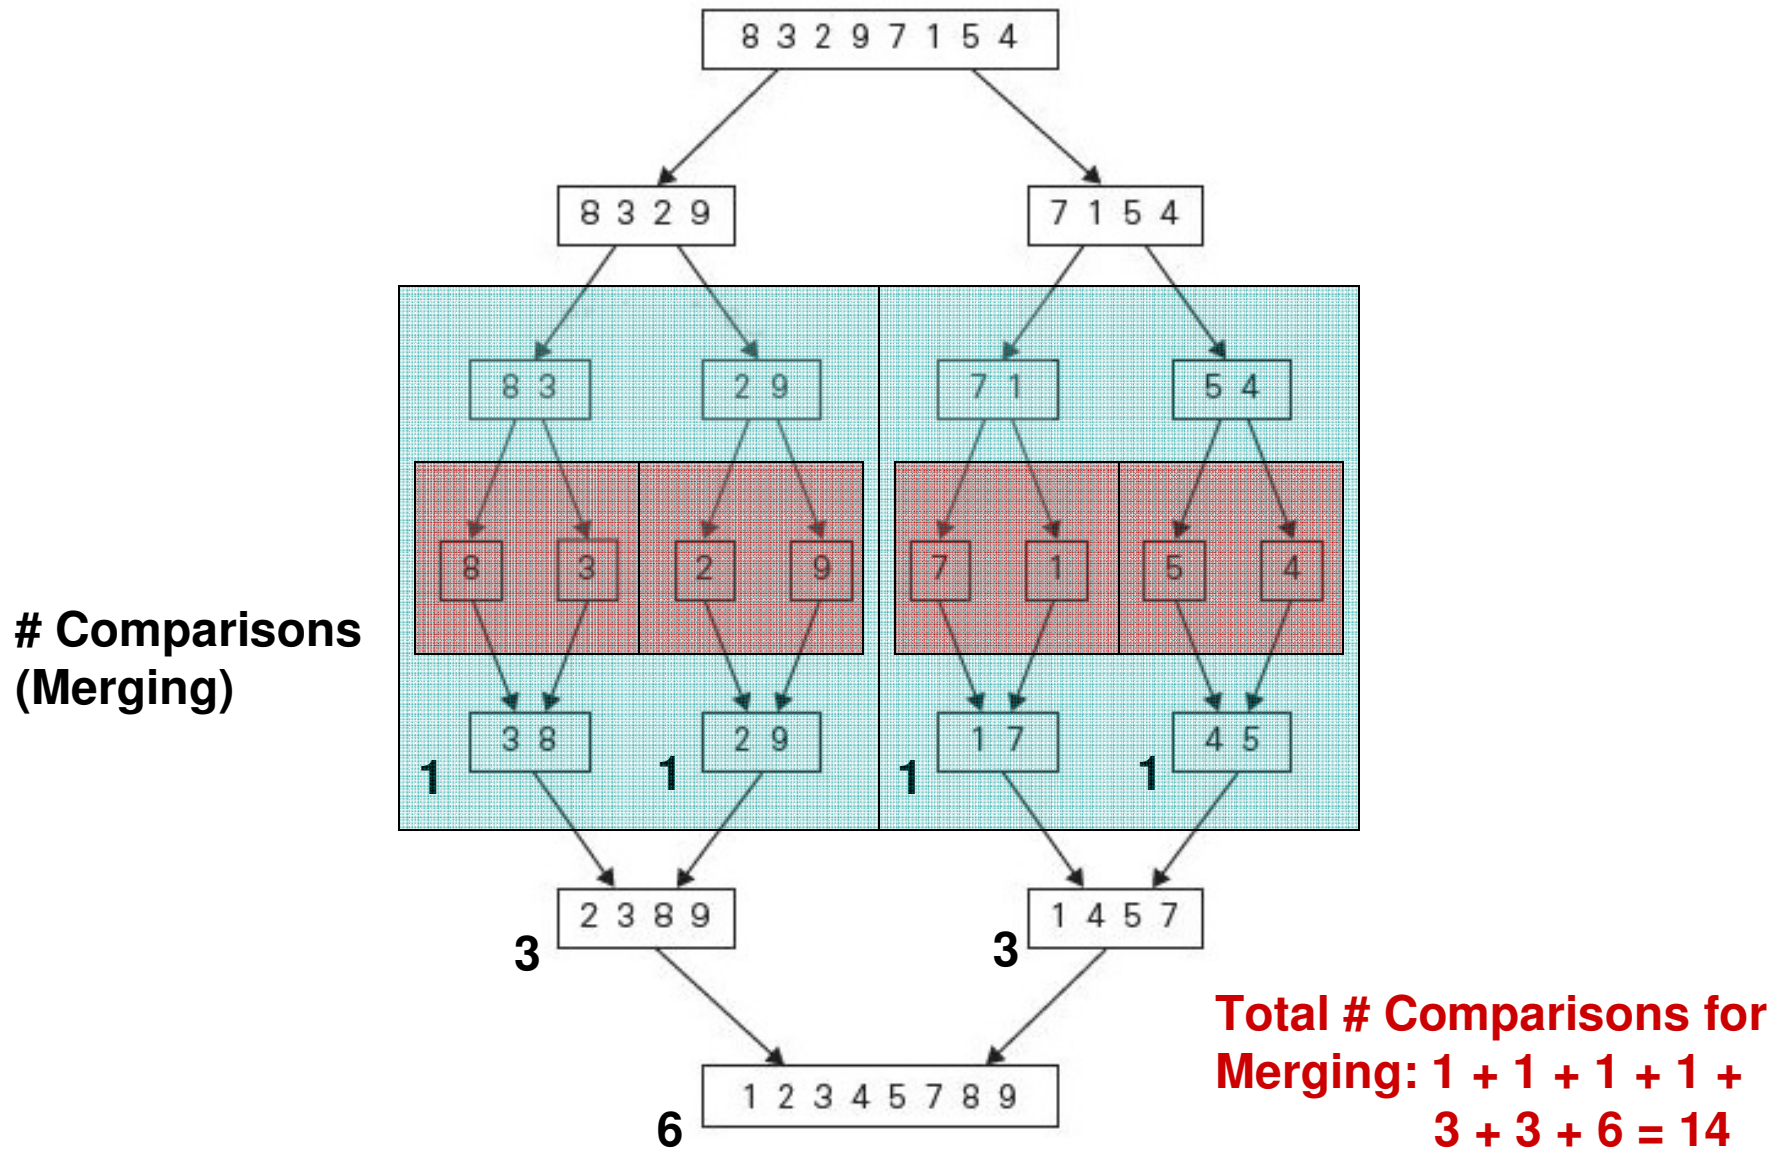 8 3 2 9 7 1 5 4
8 3 2 9
7 1 5 4
8 3
2 9
7 1
5 4
8
3
2
9
7
1
5
4
# Comparisons
(Merging)
3 8
2 9
1 7
4 5
1
1
1
1
2 3 8 9
1 4 5 7
3
3
Total # Comparisons for
Merging: 1 + 1 + 1 + 1 +
3 + 3 + 6 = 14
1 2 3 4 5 7 8 9
6